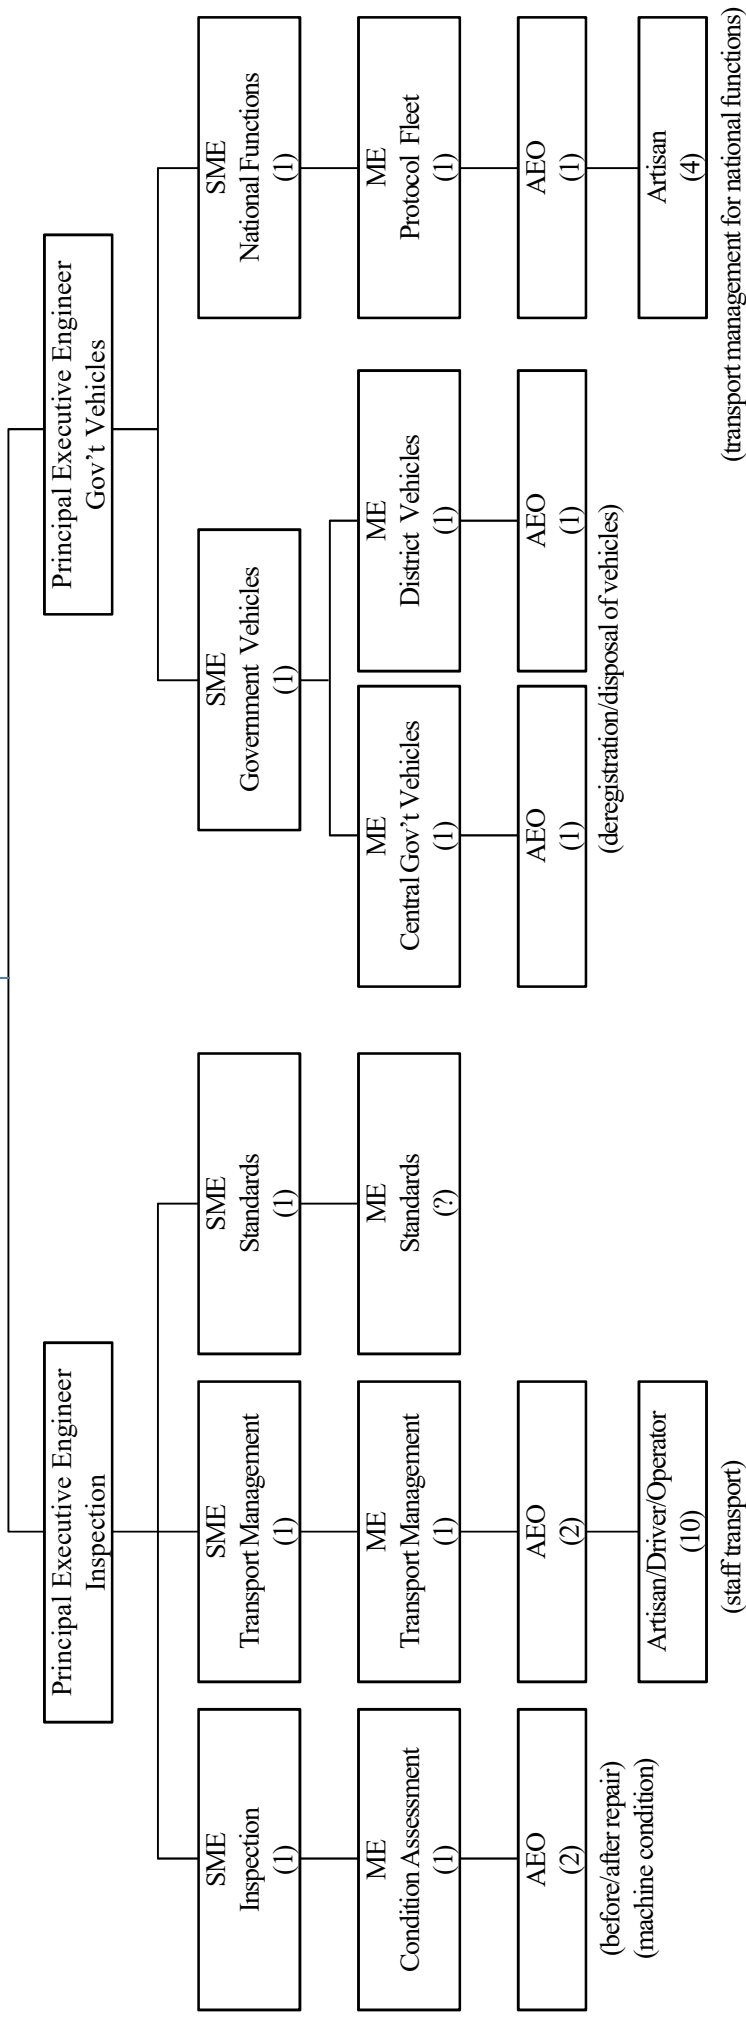 Principal Executive Engineer
Inspection
Principal Executive Engineer
Gov't Vehicles
SME
Inspection
(1)
SME
Transport Management
(1)
SME
Standards
(1)
SME
Government Vehicles
(1)
SME
National Functions
(1)
ME
Condition Assessment
(1)
ME
Transport Management
(1)
ME
Standards
(?)
ME
Central Gov't Vehicles
(1)
ME
District Vehicles
(1)
ME
Protocol Fleet
(1)
AEO
(2)
AEO
(2)
AEO
(1)
AEO
(1)
AEO
(1)
(before/after repair)
(machine condition)
Artisan/Driver/Operator
(10)
(staff transport)
(deregistration/disposal of vehicles)
Artisan
(4)
(transport management for national functions)